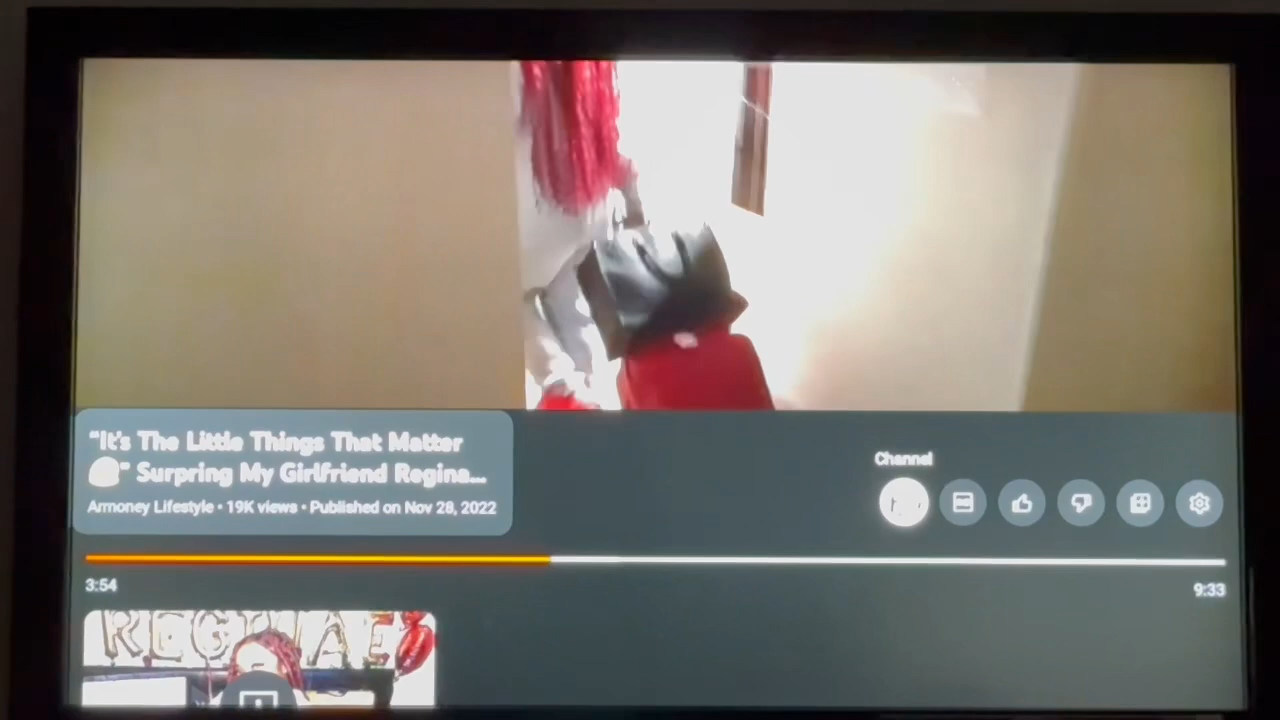 "It's The Little Things That Matter
" Surpring My Girlfriend Regina...
Armoney Lifestyle • 19K views • Published on Nov 28, 2022
Channel
3:54
9:33
REGINAE